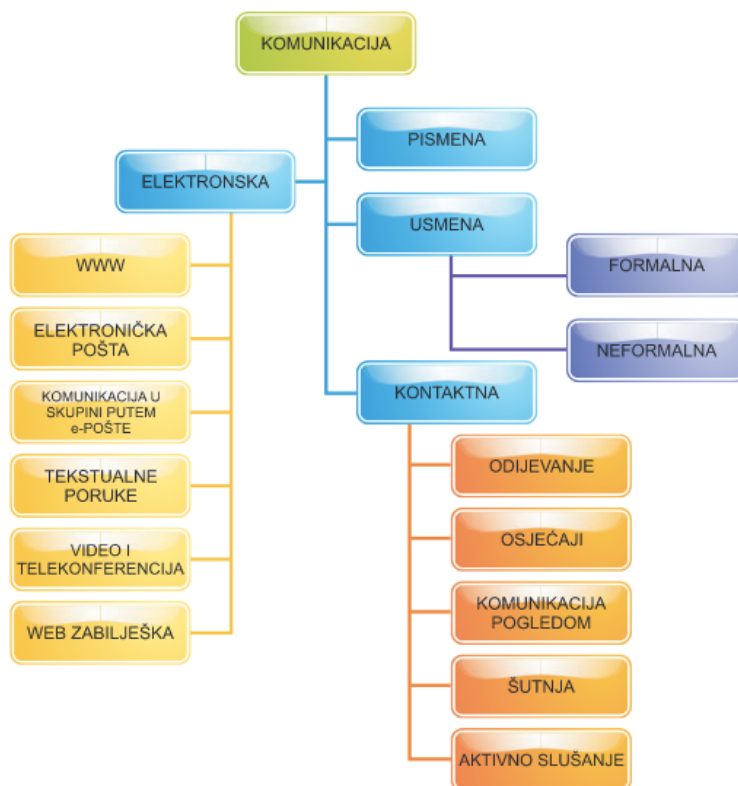 KOMUNIKACIJA
PISMENA
ELEKTRONSKA
USMENA
WWW
FORMALNA
ELEKTRONIČKA
POŠTA
NEFORMALNA
KOMUNIKACIJA U
SKUPINI PUTEM
e-POŠTE
KONTAKTNA
TEKSTUALNE
PORUKE
ODIJEVANJE
VIDEO I
TELEKONFERENCIJA
OSJEĆAJI
WEB ZABILJEŠKA
KOMUNIKACIJA
POGLEDOM
ŠUTNJA
AKTIVNO SLUŠANJE